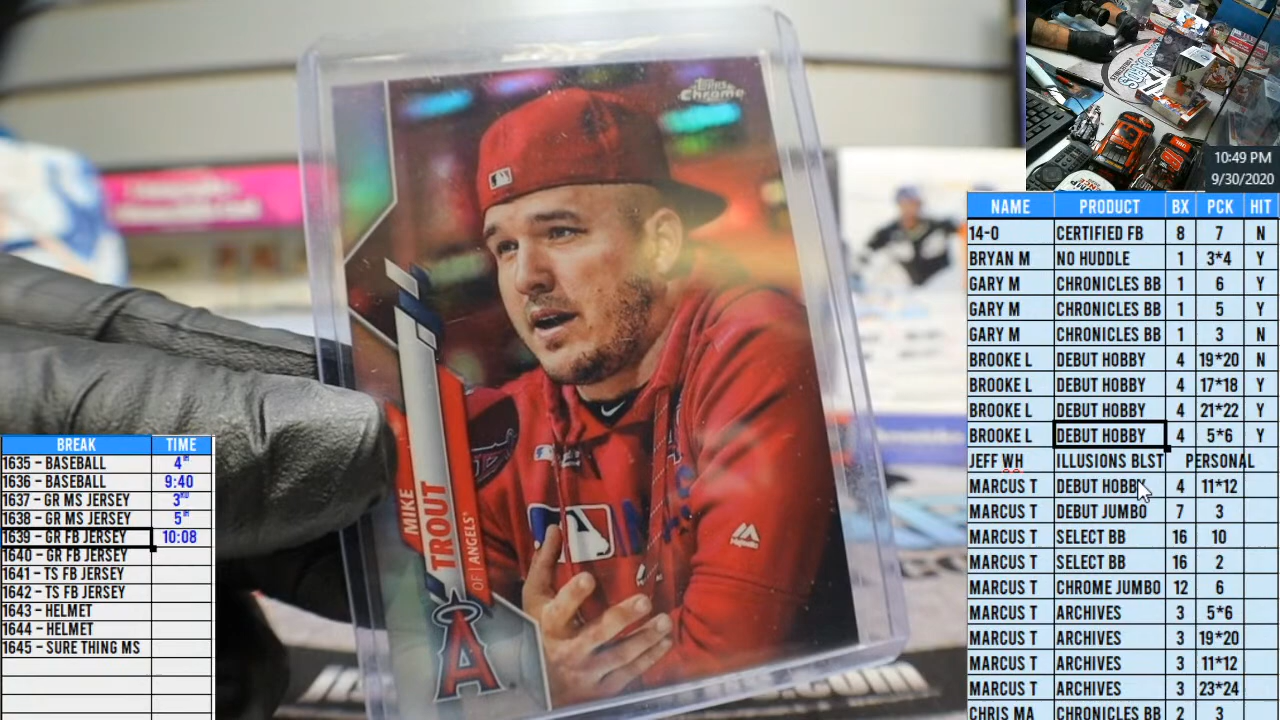 Topps
Chrome
MIKE
TROUT
OF | ANGELS®
A
.com
10:49 PM
9/30/2020
NAME PRODUCT BX PCK HIT
14-0 CERTIFIED FB 8 7 N
BRYAN M NO HUDDLE 1 3*4 Y
GARY M CHRONICLES BB 1 6 Y
GARY M CHRONICLES BB 1 5 Y
GARY M CHRONICLES BB 1 3 N
BROOKE L DEBUT HOBBY 4 19*20 N
BROOKE L DEBUT HOBBY 4 17*18 Y
BROOKE L DEBUT HOBBY 4 21*22 Y
BROOKE L DEBUT HOBBY 4 5*6 Y
JEFF WH ILLUSIONS BLST PERSONAL
MARCUS T DEBUT HOBBY 4 11*12
MARCUS T DEBUT JUMBO 7 3
MARCUS T SELECT BB 16 10
MARCUS T SELECT BB 16 2
MARCUS T CHROME JUMBO 12 6
MARCUS T ARCHIVES 3 5*6
MARCUS T ARCHIVES 3 19*20
MARCUS T ARCHIVES 3 11*12
MARCUS T ARCHIVES 3 23*24
CHRIS MA CHRONICLES BB 2 3
BREAK TIME
1635 – BASEBALL 4TH
1636 – BASEBALL 9:40
1637 – GR MS JERSEY 3RD
1638 – GR MS JERSEY 5TH
1639 – GR FB JERSEY 10:08
1640 – GR FB JERSEY
1641 – TS FB JERSEY
1642 – TS FB JERSEY
1643 – HELMET
1644 – HELMET
1645 – SURE THING MS